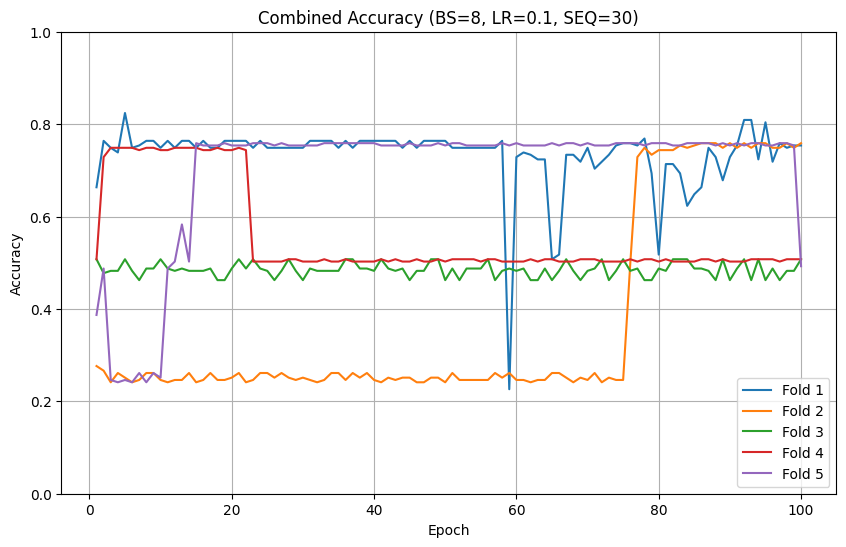 Combined Accuracy (BS=8, LR=0.1, SEQ=30)
1.0
0.8
0.6
0.4
0.2
0.0
Accuracy
0 20 40 60 80 100
Epoch
Fold 1
Fold 2
Fold 3
Fold 4
Fold 5